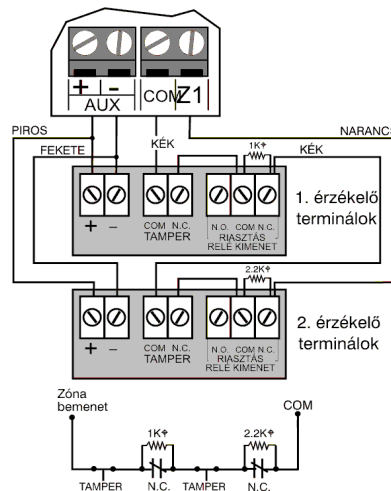 + - COM Z1
AUX
PIROS NARANCS
FEKETE KÉK 1K KÉK
COM N.C. N.O. COM N.C.
+ − TAMPER RIASZTÁS
RELÉ KIMENET
1. érzékelő
terminálok
2.2K
COM N.C. N.O. COM N.C.
+ − TAMPER RIASZTÁS
RELÉ KIMENET
2. érzékelő
terminálok
Zóna
bemenet
COM
1K 2.2K
TAMPER N.C. TAMPER N.C.